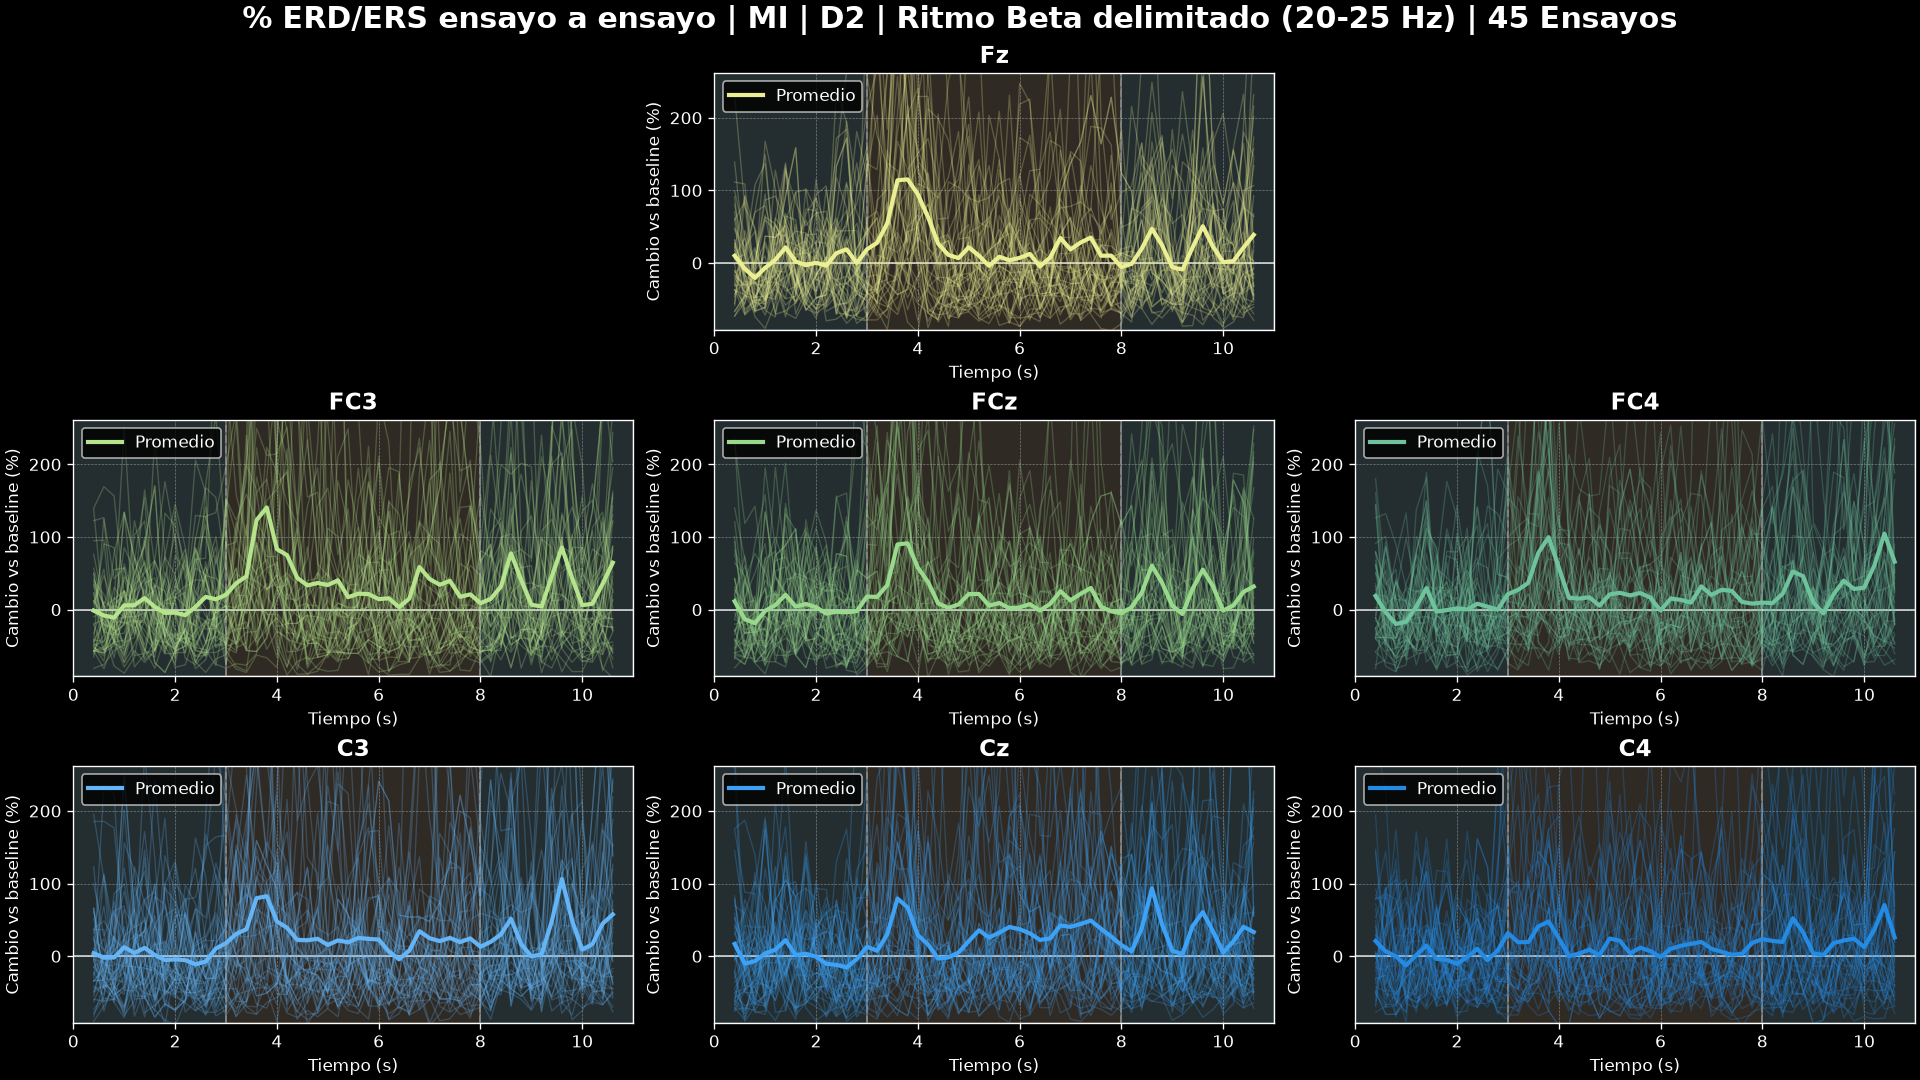 % ERD/ERS ensayo a ensayo | MI | D2 | Ritmo Beta delimitado (20-25 Hz) | 45 Ensayos
Fz
Promedio
Cambio vs baseline (%)
200
100
0
0 2 4 6 8 10
Tiempo (s)
FC3
Promedio
Cambio vs baseline (%)
200
100
0
0 2 4 6 8 10
Tiempo (s)
FCz
Promedio
Cambio vs baseline (%)
200
100
0
0 2 4 6 8 10
Tiempo (s)
FC4
Promedio
Cambio vs baseline (%)
200
100
0
0 2 4 6 8 10
Tiempo (s)
C3
Promedio
Cambio vs baseline (%)
200
100
0
0 2 4 6 8 10
Tiempo (s)
Cz
Promedio
Cambio vs baseline (%)
200
100
0
0 2 4 6 8 10
Tiempo (s)
C4
Promedio
Cambio vs baseline (%)
200
100
0
0 2 4 6 8 10
Tiempo (s)